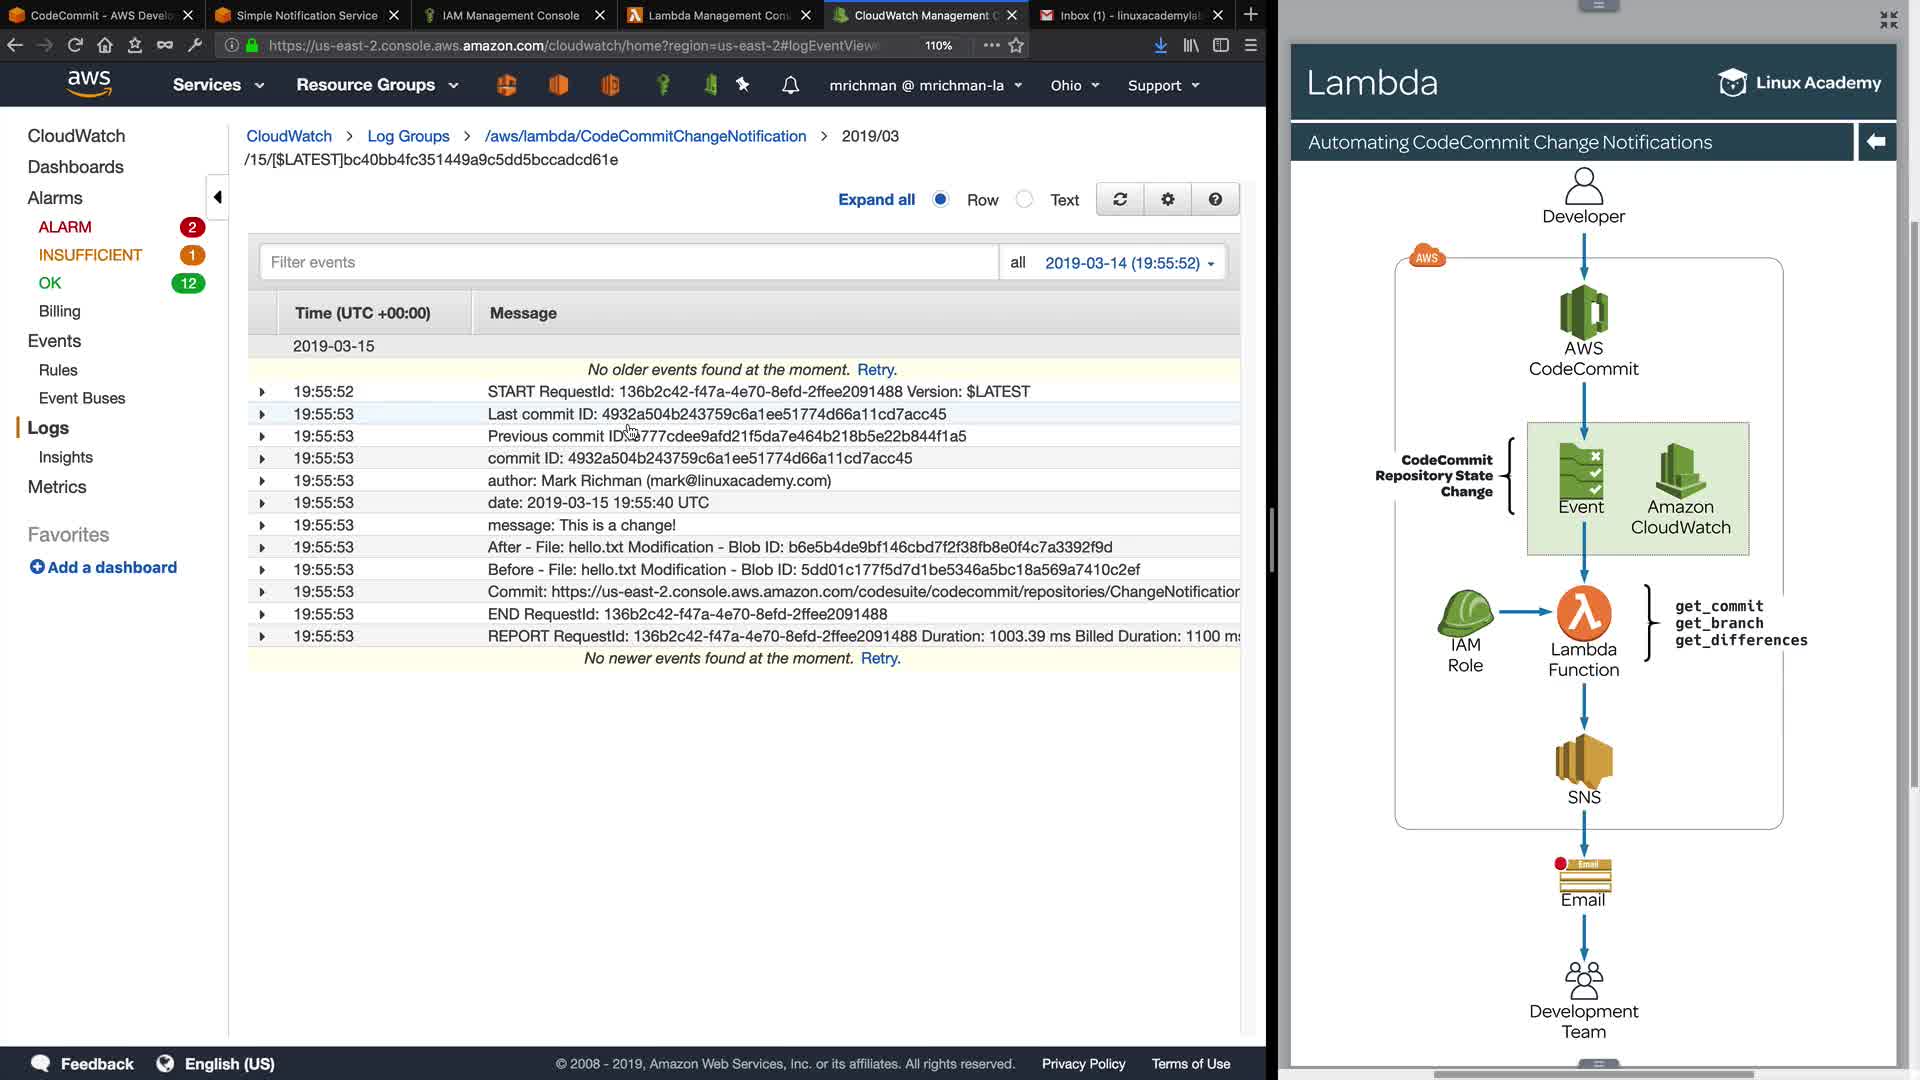 CodeCommit - AWS Develo
Simple Notification Service
IAM Management Console
Lambda Management Con
CloudWatch Management C
Inbox (1) - linuxacademyla
https://us-east-2.console.aws.amazon.com/cloudwatch/home?region=us-east-2#logEventView
110%
aws
Services
Resource Groups
mrichman @ mrichman-la
Ohio
Support
CloudWatch
Dashboards
Alarms
ALARM 2
INSUFFICIENT 1
OK 12
Billing
Events
Rules
Event Buses
Logs
Insights
Metrics
Favorites
Add a dashboard
CloudWatch > Log Groups > /aws/lambda/CodeCommitChangeNotification > 2019/03
/15/[$LATEST]bc40bb4fc351449a9c5dd5bccadcd61e
Expand all Row Text
Filter events
all 2019-03-14 (19:55:52)
Time (UTC +00:00) Message
2019-03-15
No older events found at the moment. Retry.
19:55:52 START RequestId: 136b2c42-f47a-4e70-8efd-2ffee2091488 Version: $LATEST
19:55:53 Last commit ID: 4932a504b243759c6a1ee51774d66a11cd7acc45
19:55:53 Previous commit ID: 777cdee9afd21f5da7e464b218b5e22b844f1a5
19:55:53 commit ID: 4932a504b243759c6a1ee51774d66a11cd7acc45
19:55:53 author: Mark Richman (mark@linuxacademy.com)
19:55:53 date: 2019-03-15 19:55:40 UTC
19:55:53 message: This is a change!
19:55:53 After - File: hello.txt Modification - Blob ID: b6e5b4de9bf146cbd7f2f38fb8e0f4c7a3392f9d
19:55:53 Before - File: hello.txt Modification - Blob ID: 5dd01c177f5d7d1be5346a5bc18a569a7410c2ef
19:55:53 Commit: https://us-east-2.console.aws.amazon.com/codesuite/codecommit/repositories/ChangeNotification
19:55:53 END RequestId: 136b2c42-f47a-4e70-8efd-2ffee2091488
19:55:53 REPORT RequestId: 136b2c42-f47a-4e70-8efd-2ffee2091488 Duration: 1003.39 ms Billed Duration: 1100 ms
No newer events found at the moment. Retry.
Feedback
English (US)
© 2008 - 2019, Amazon Web Services, Inc. or its affiliates. All rights reserved.
Privacy Policy
Terms of Use
Lambda
Linux Academy
Automating CodeCommit Change Notifications
Developer
AWS
AWS
CodeCommit
CodeCommit
Repository State
Change
Event
Amazon
CloudWatch
IAM
Role
Lambda
Function
get_commit
get_branch
get_differences
SNS
Email
Email
Development
Team